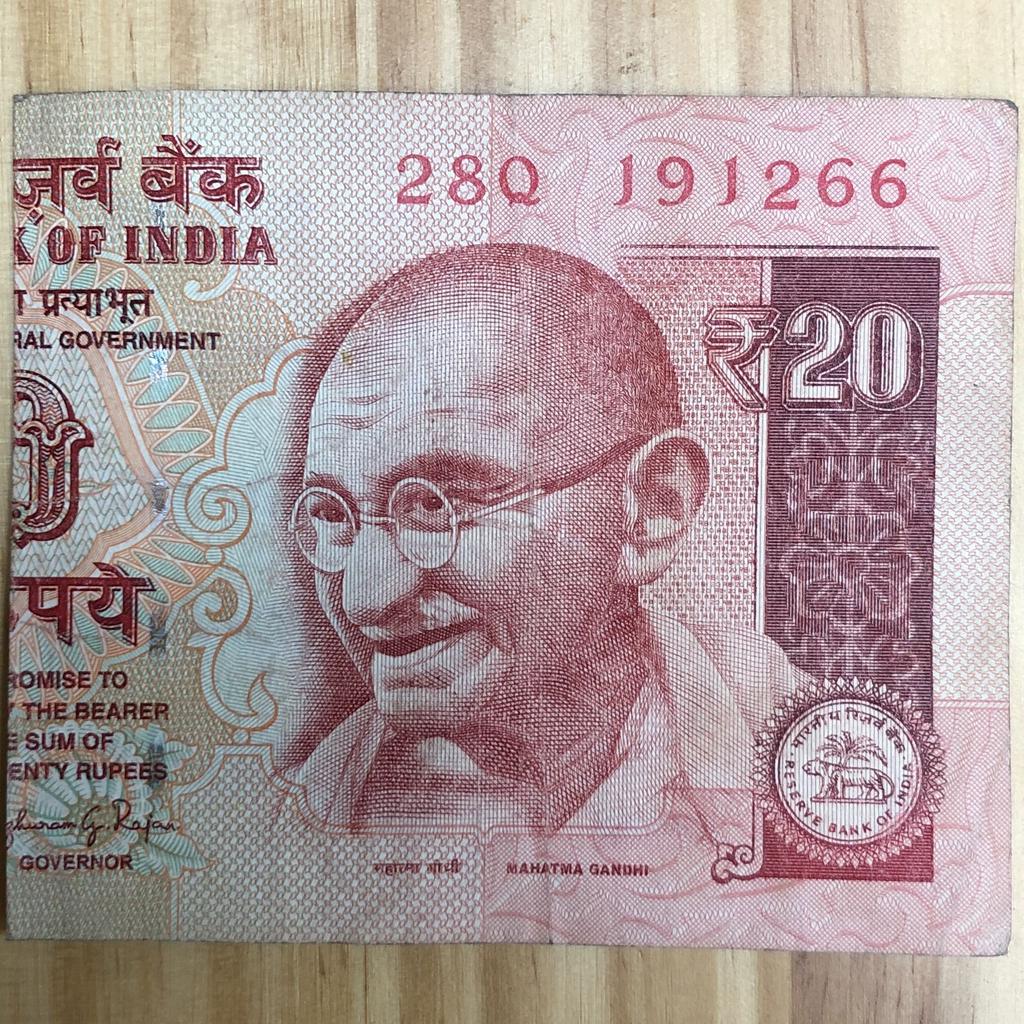 ज़र्व बैंक
K OF INDIA
प्रत्याभूत
RAL GOVERNMENT
28Q 191266
₹20
0
पये
ROMISE TO
THE BEARER
E SUM OF
ENTY RUPEES
ghuram G. Rajan
GOVERNOR
महात्मा गांधी MAHATMA GANDHI
भारतीय रिज़र्व बैंक
RESERVE BANK OF INDIA